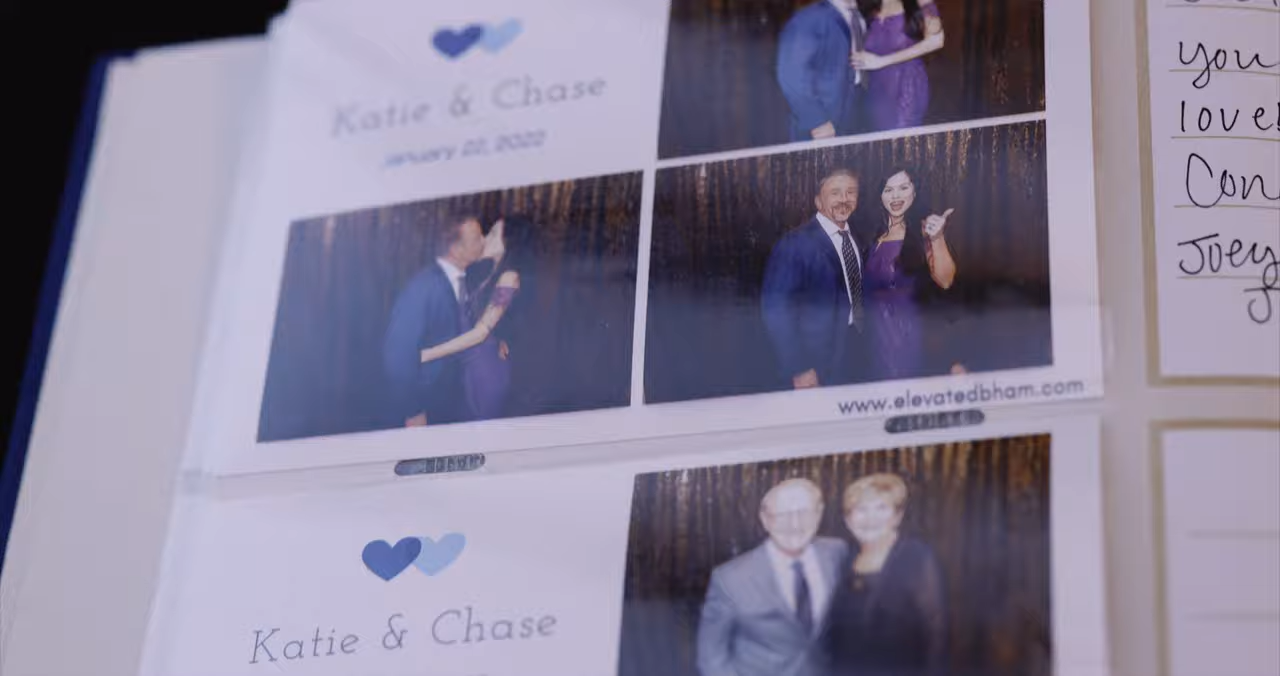 Katie & Chase
January 22, 2022
www.elevatedbham.com
Katie & Chase
you
love!
Con
Joey